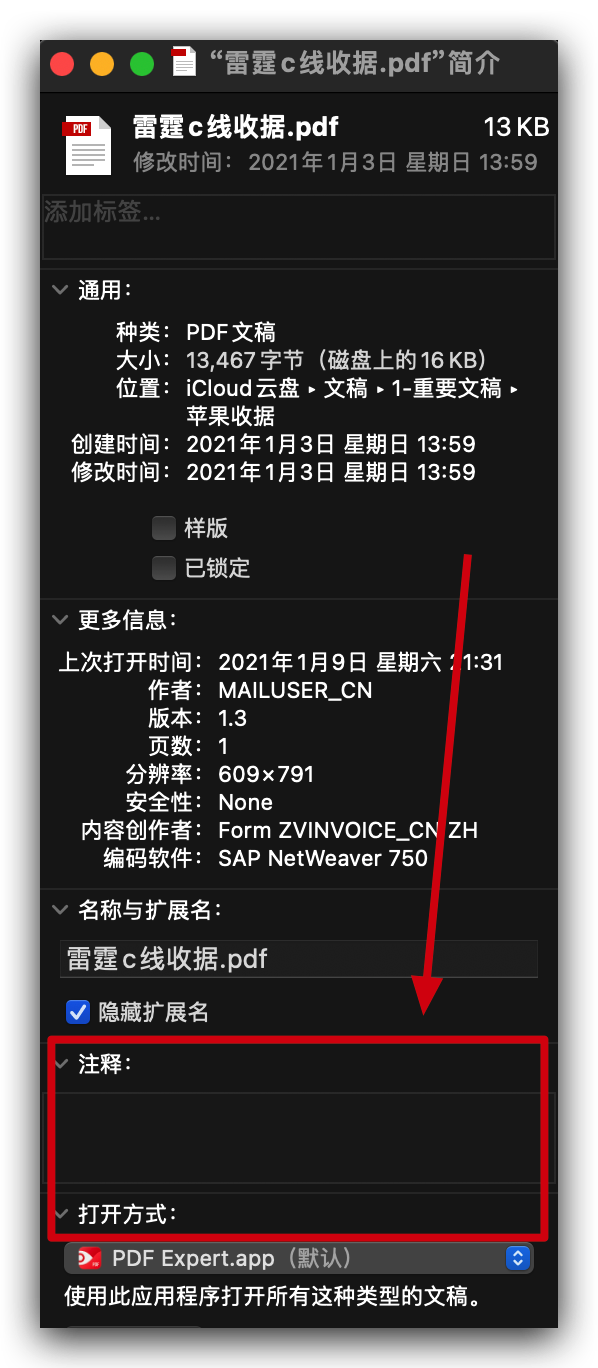 “雷霆c线收据.pdf”简介
PDF
雷霆c线收据.pdf 13 KB
修改时间：2021年1月3日 星期日 13:59
添加标签...
通用：
种类：PDF文稿
大小：13,467字节（磁盘上的16 KB）
位置：iCloud云盘 ▸ 文稿 ▸ 1-重要文稿 ▸
苹果收据
创建时间：2021年1月3日 星期日 13:59
修改时间：2021年1月3日 星期日 13:59
样版
已锁定
更多信息：
上次打开时间：2021年1月9日 星期六 21:31
作者：MAILUSER_CN
版本：1.3
页数：1
分辨率：609×791
安全性：None
内容创作者：Form ZVINVOICE_CN ZH
编码软件：SAP NetWeaver 750
名称与扩展名：
雷霆c线收据.pdf
隐藏扩展名
注释：
打开方式：
PDF Expert.app（默认）
使用此应用程序打开所有这种类型的文稿。